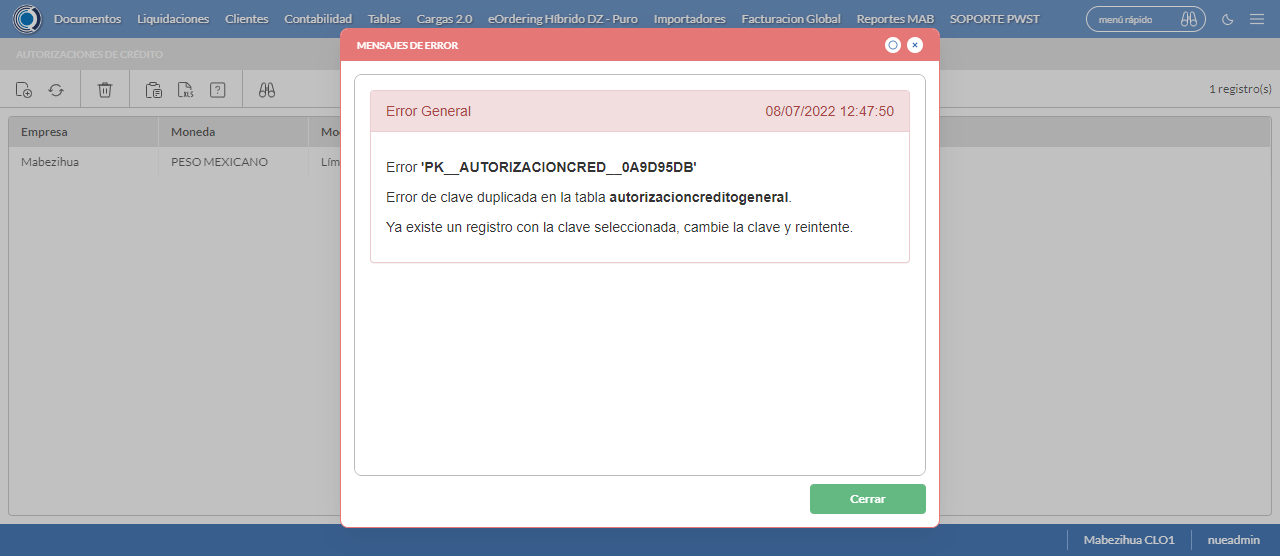 Documentos Liquidaciones Clientes Contabilidad Tablas Cargas 2.0 eOrdering Híbrido DZ - Puro Importadores Facturacion Global Reportes MAB SOPORTE PWST menú rápido
MENSAJES DE ERROR
AUTORIZACIONES DE CRÉDITO
XLS
1 registro(s)
Error General 08/07/2022 12:47:50
Empresa Moneda
Mabezihua PESO MEXICANO
Error 'PK__AUTORIZACIONCRED__0A9D95DB'
Error de clave duplicada en la tabla autorizacioncreditogeneral.
Ya existe un registro con la clave seleccionada, cambie la clave y reintente.
Cerrar
Mabezihua CLO1 nueadmin